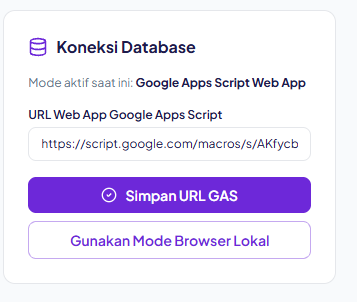 Koneksi Database
Mode aktif saat ini: Google Apps Script Web App
URL Web App Google Apps Script
https://script.google.com/macros/s/AKfycb
Simpan URL GAS
Gunakan Mode Browser Lokal